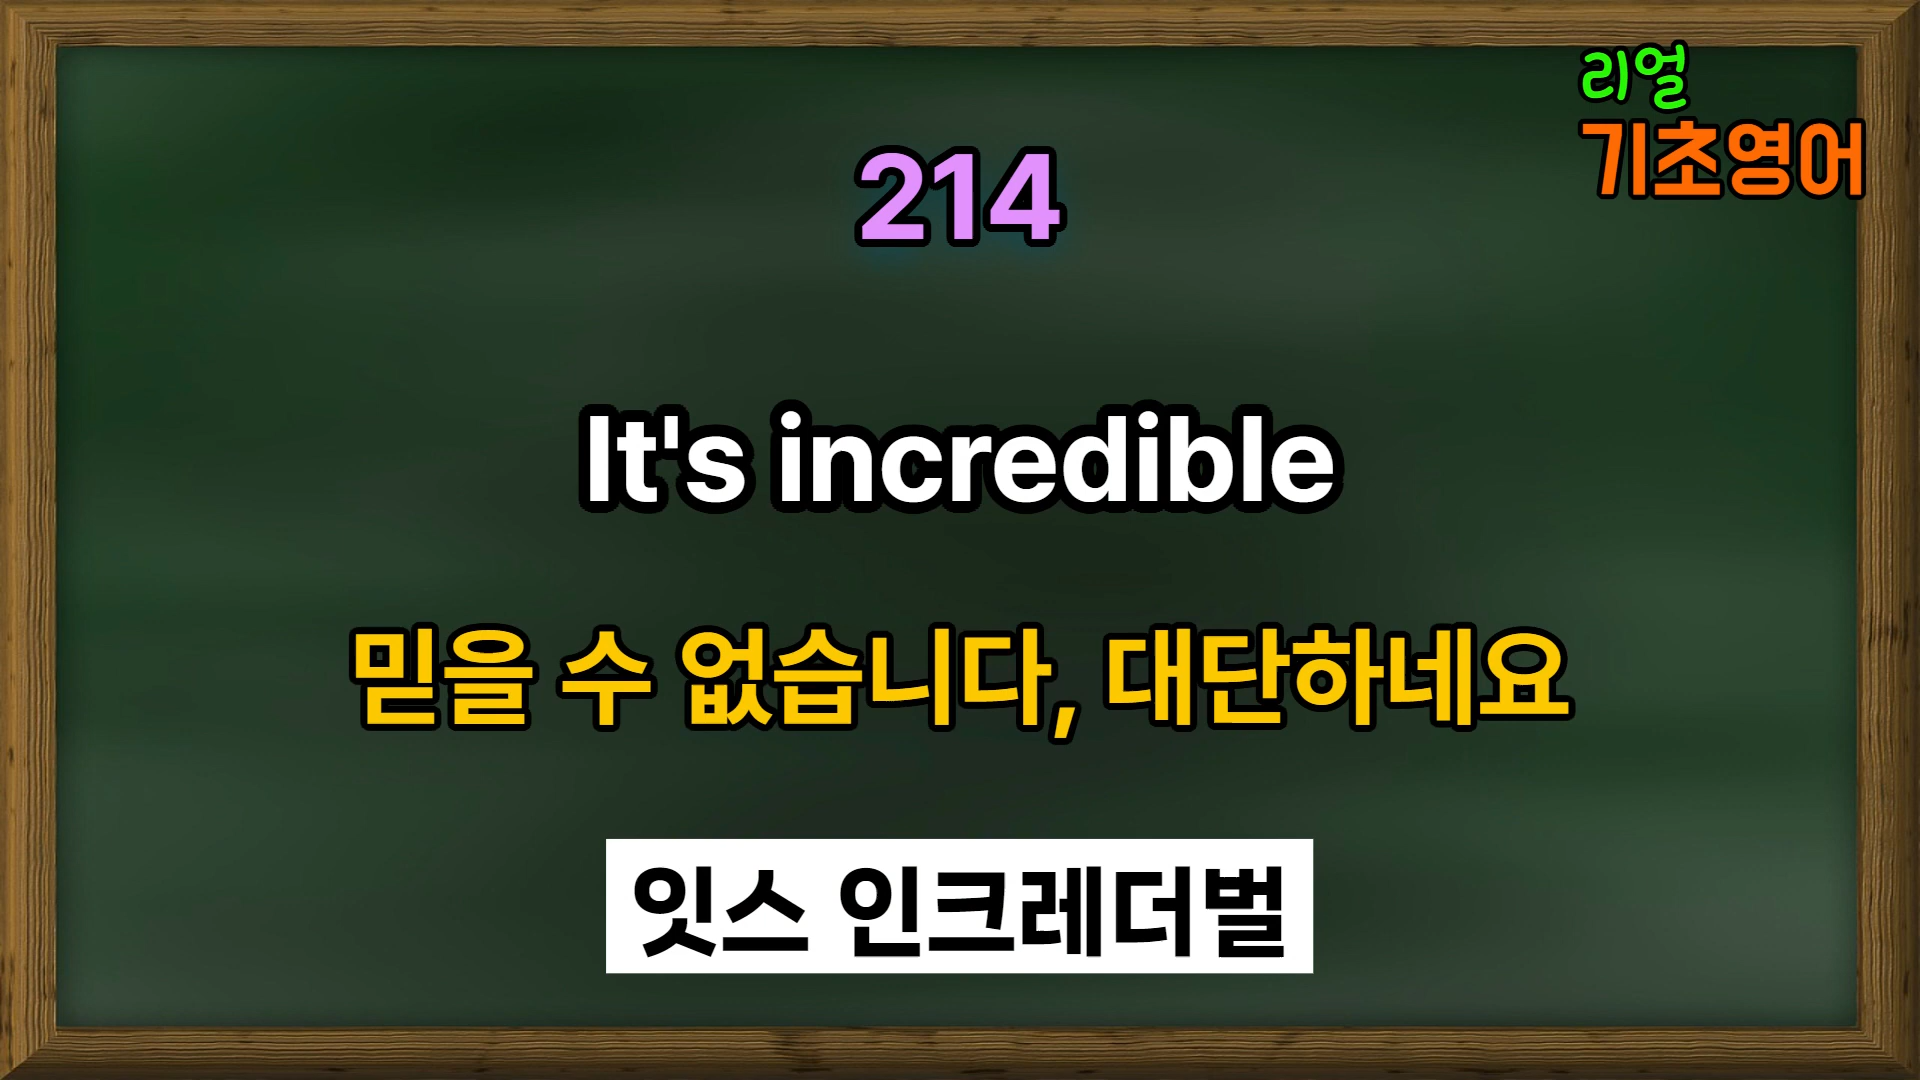 리얼
기초영어
214
It's incredible
믿을 수 없습니다, 대단하네요
잇스 인크레더벌